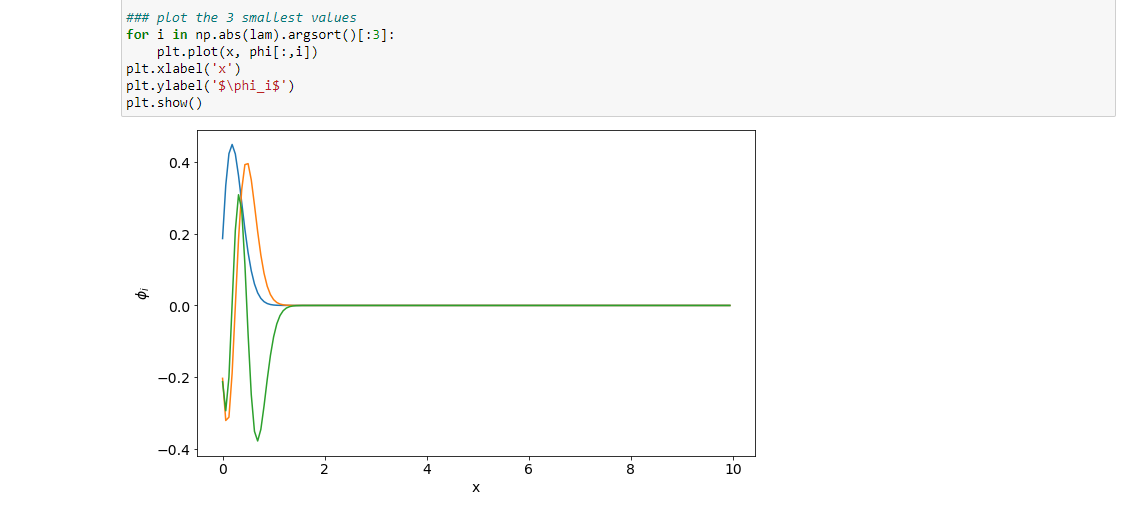 ### plot the 3 smallest values
for i in np.abs(lam).argsort()[:3]:
    plt.plot(x, phi[:,i])
plt.xlabel('x')
plt.ylabel('$\phi_i$')
plt.show()
0.4
0.2
0.0
−0.2
−0.4
ϕi
0 2 4 6 8 10
x